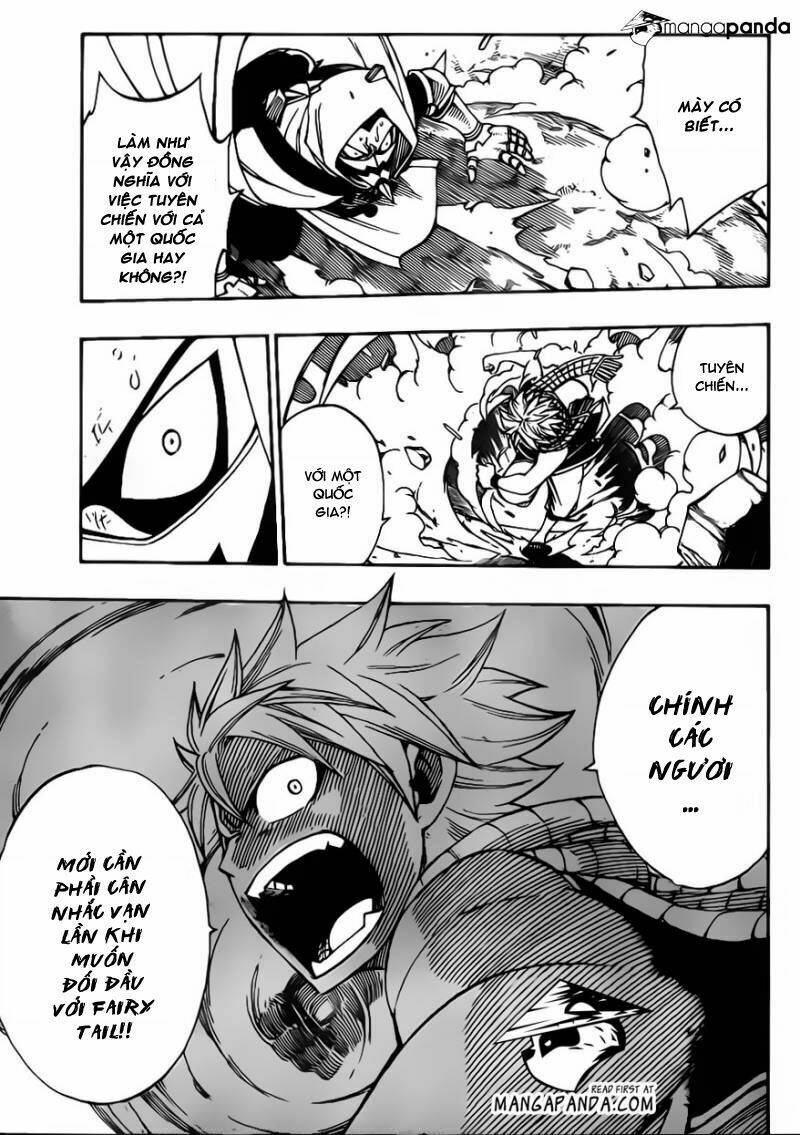 mangapanda
MÀY CÓ
BIẾT...
LÀM NHƯ
VẬY ĐỒNG
NGHĨA VỚI
VIỆC TUYÊN
CHIẾN VỚI CẢ
MỘT QUỐC
GIA HAY
KHÔNG?!
TUYÊN
CHIẾN...
VỚI MỘT
QUỐC
GIA?!
CHÍNH
CÁC
NGƯƠI
...
MỚI CẦN
PHẢI CÂN
NHẮC VẠN
LẦN KHI
MUỐN
ĐỐI ĐẦU
VỚI FAIRY
TAIL!!
READ FIRST AT
MANGAPANDA.COM